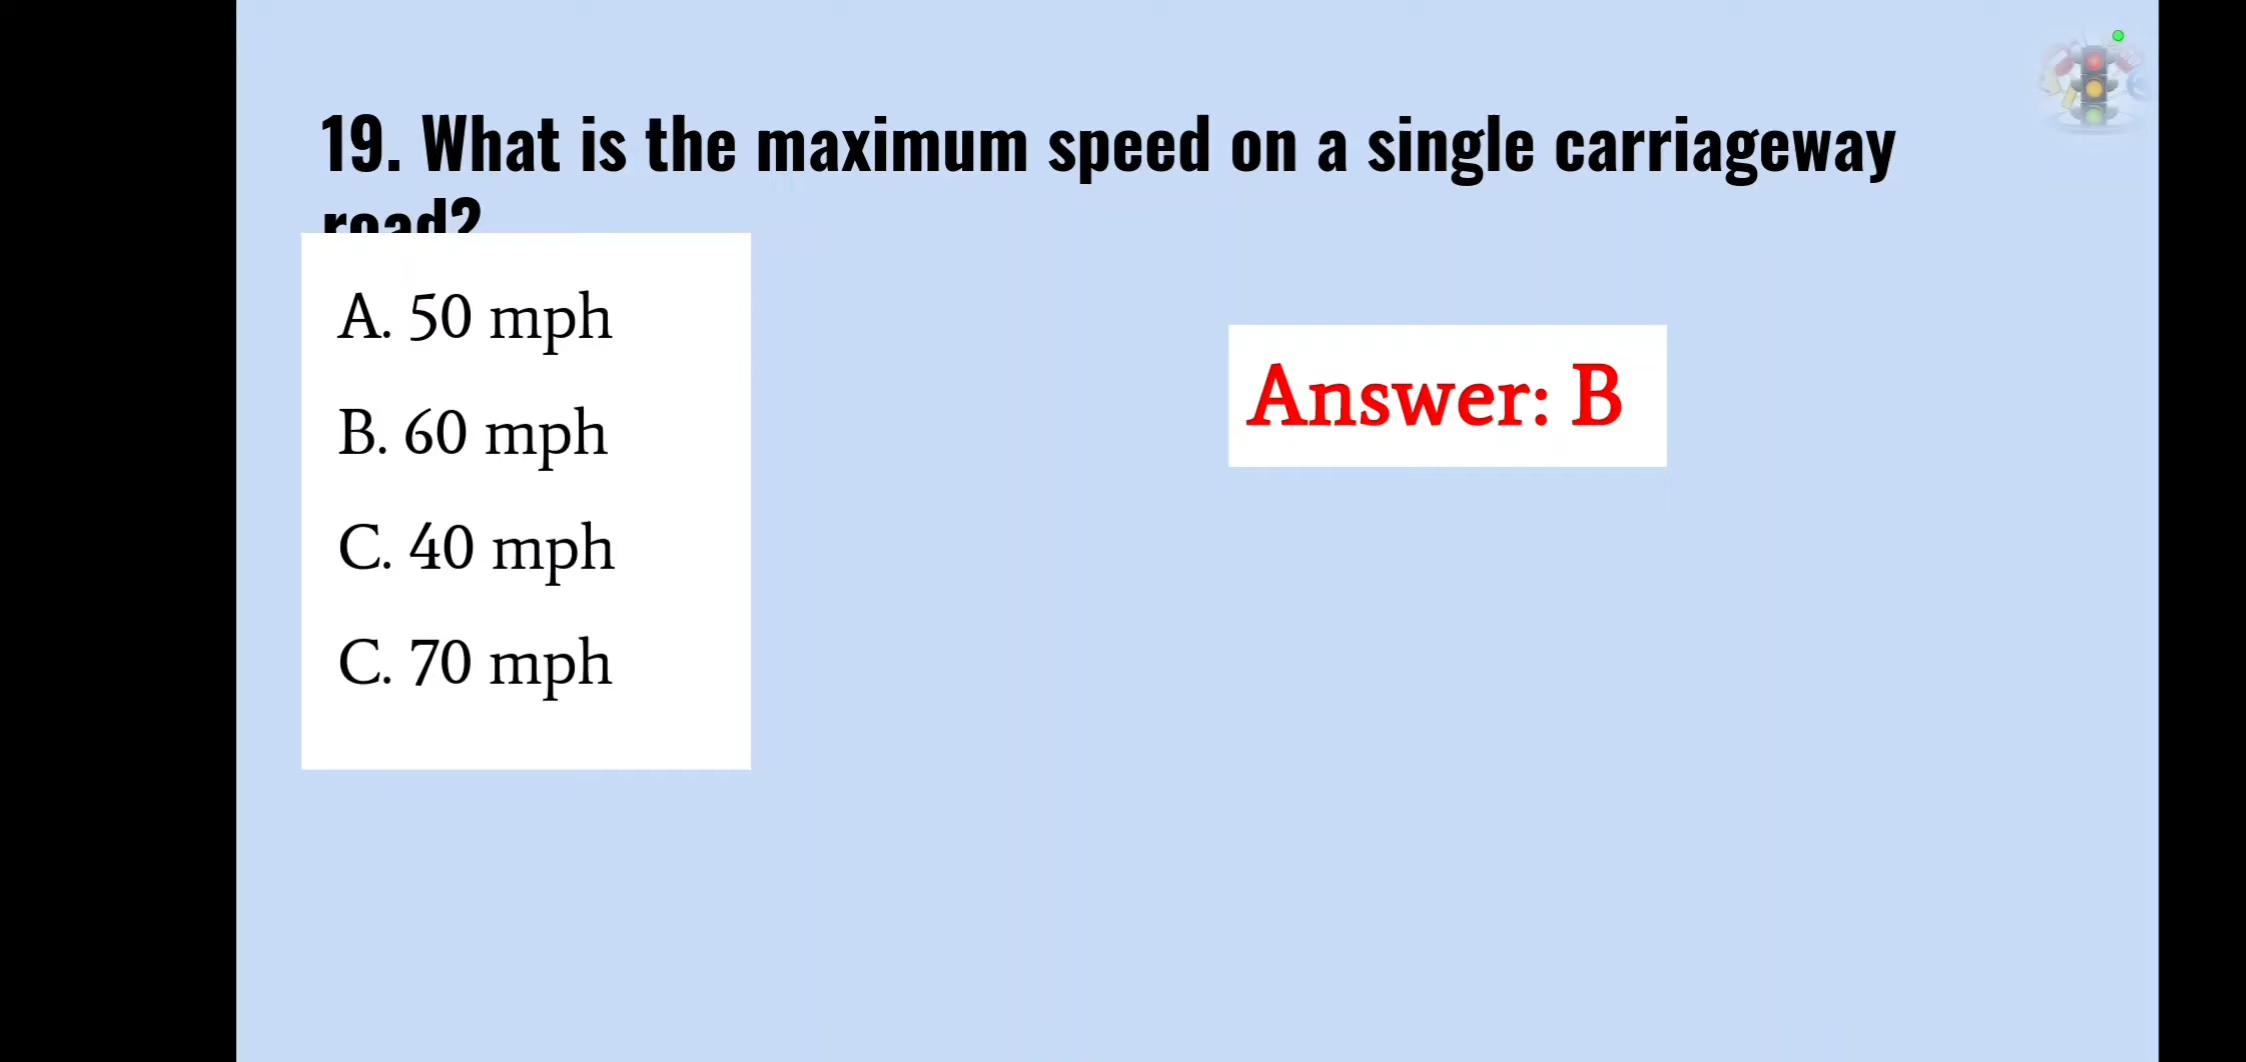 19. What is the maximum speed on a single carriageway
road?
A. 50 mph
B. 60 mph
C. 40 mph
C. 70 mph
Answer: B